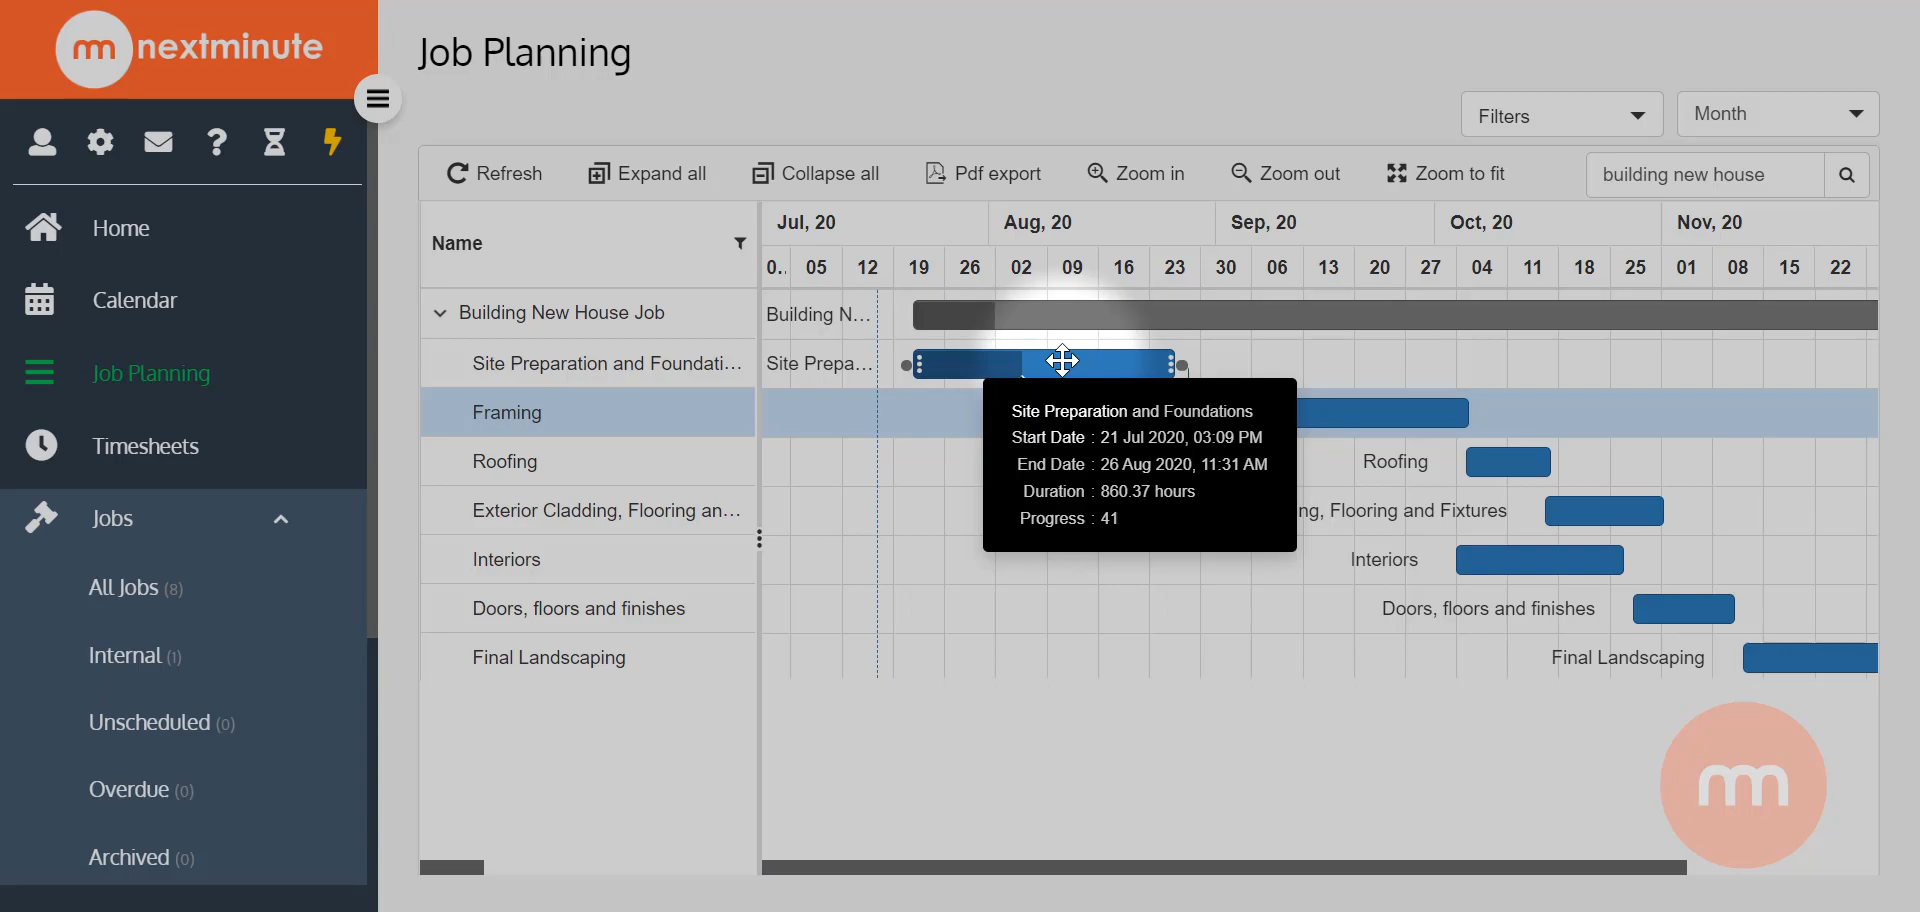 nextminute
Job Planning
Filters
Month
Refresh
Expand all
Collapse all
Pdf export
Zoom in
Zoom out
Zoom to fit
building new house
Home
Calendar
Job Planning
Timesheets
Jobs
All Jobs (8)
Internal (1)
Unscheduled (0)
Overdue (0)
Archived (0)
Name
Jul, 20
Aug, 20
Sep, 20
Oct, 20
Nov, 20
0.. 05 12 19 26 02 09 16 23 30 06 13 20 27 04 11 18 25 01 08 15 22
Building New House Job
Building N...
Site Preparation and Foundati...
Site Prepa...
Framing
Roofing
Roofing
Exterior Cladding, Flooring an...
ng, Flooring and Fixtures
Interiors
Interiors
Doors, floors and finishes
Doors, floors and finishes
Final Landscaping
Final Landscaping
Site Preparation and Foundations
Start Date : 21 Jul 2020, 03:09 PM
End Date : 26 Aug 2020, 11:31 AM
Duration : 860.37 hours
Progress : 41